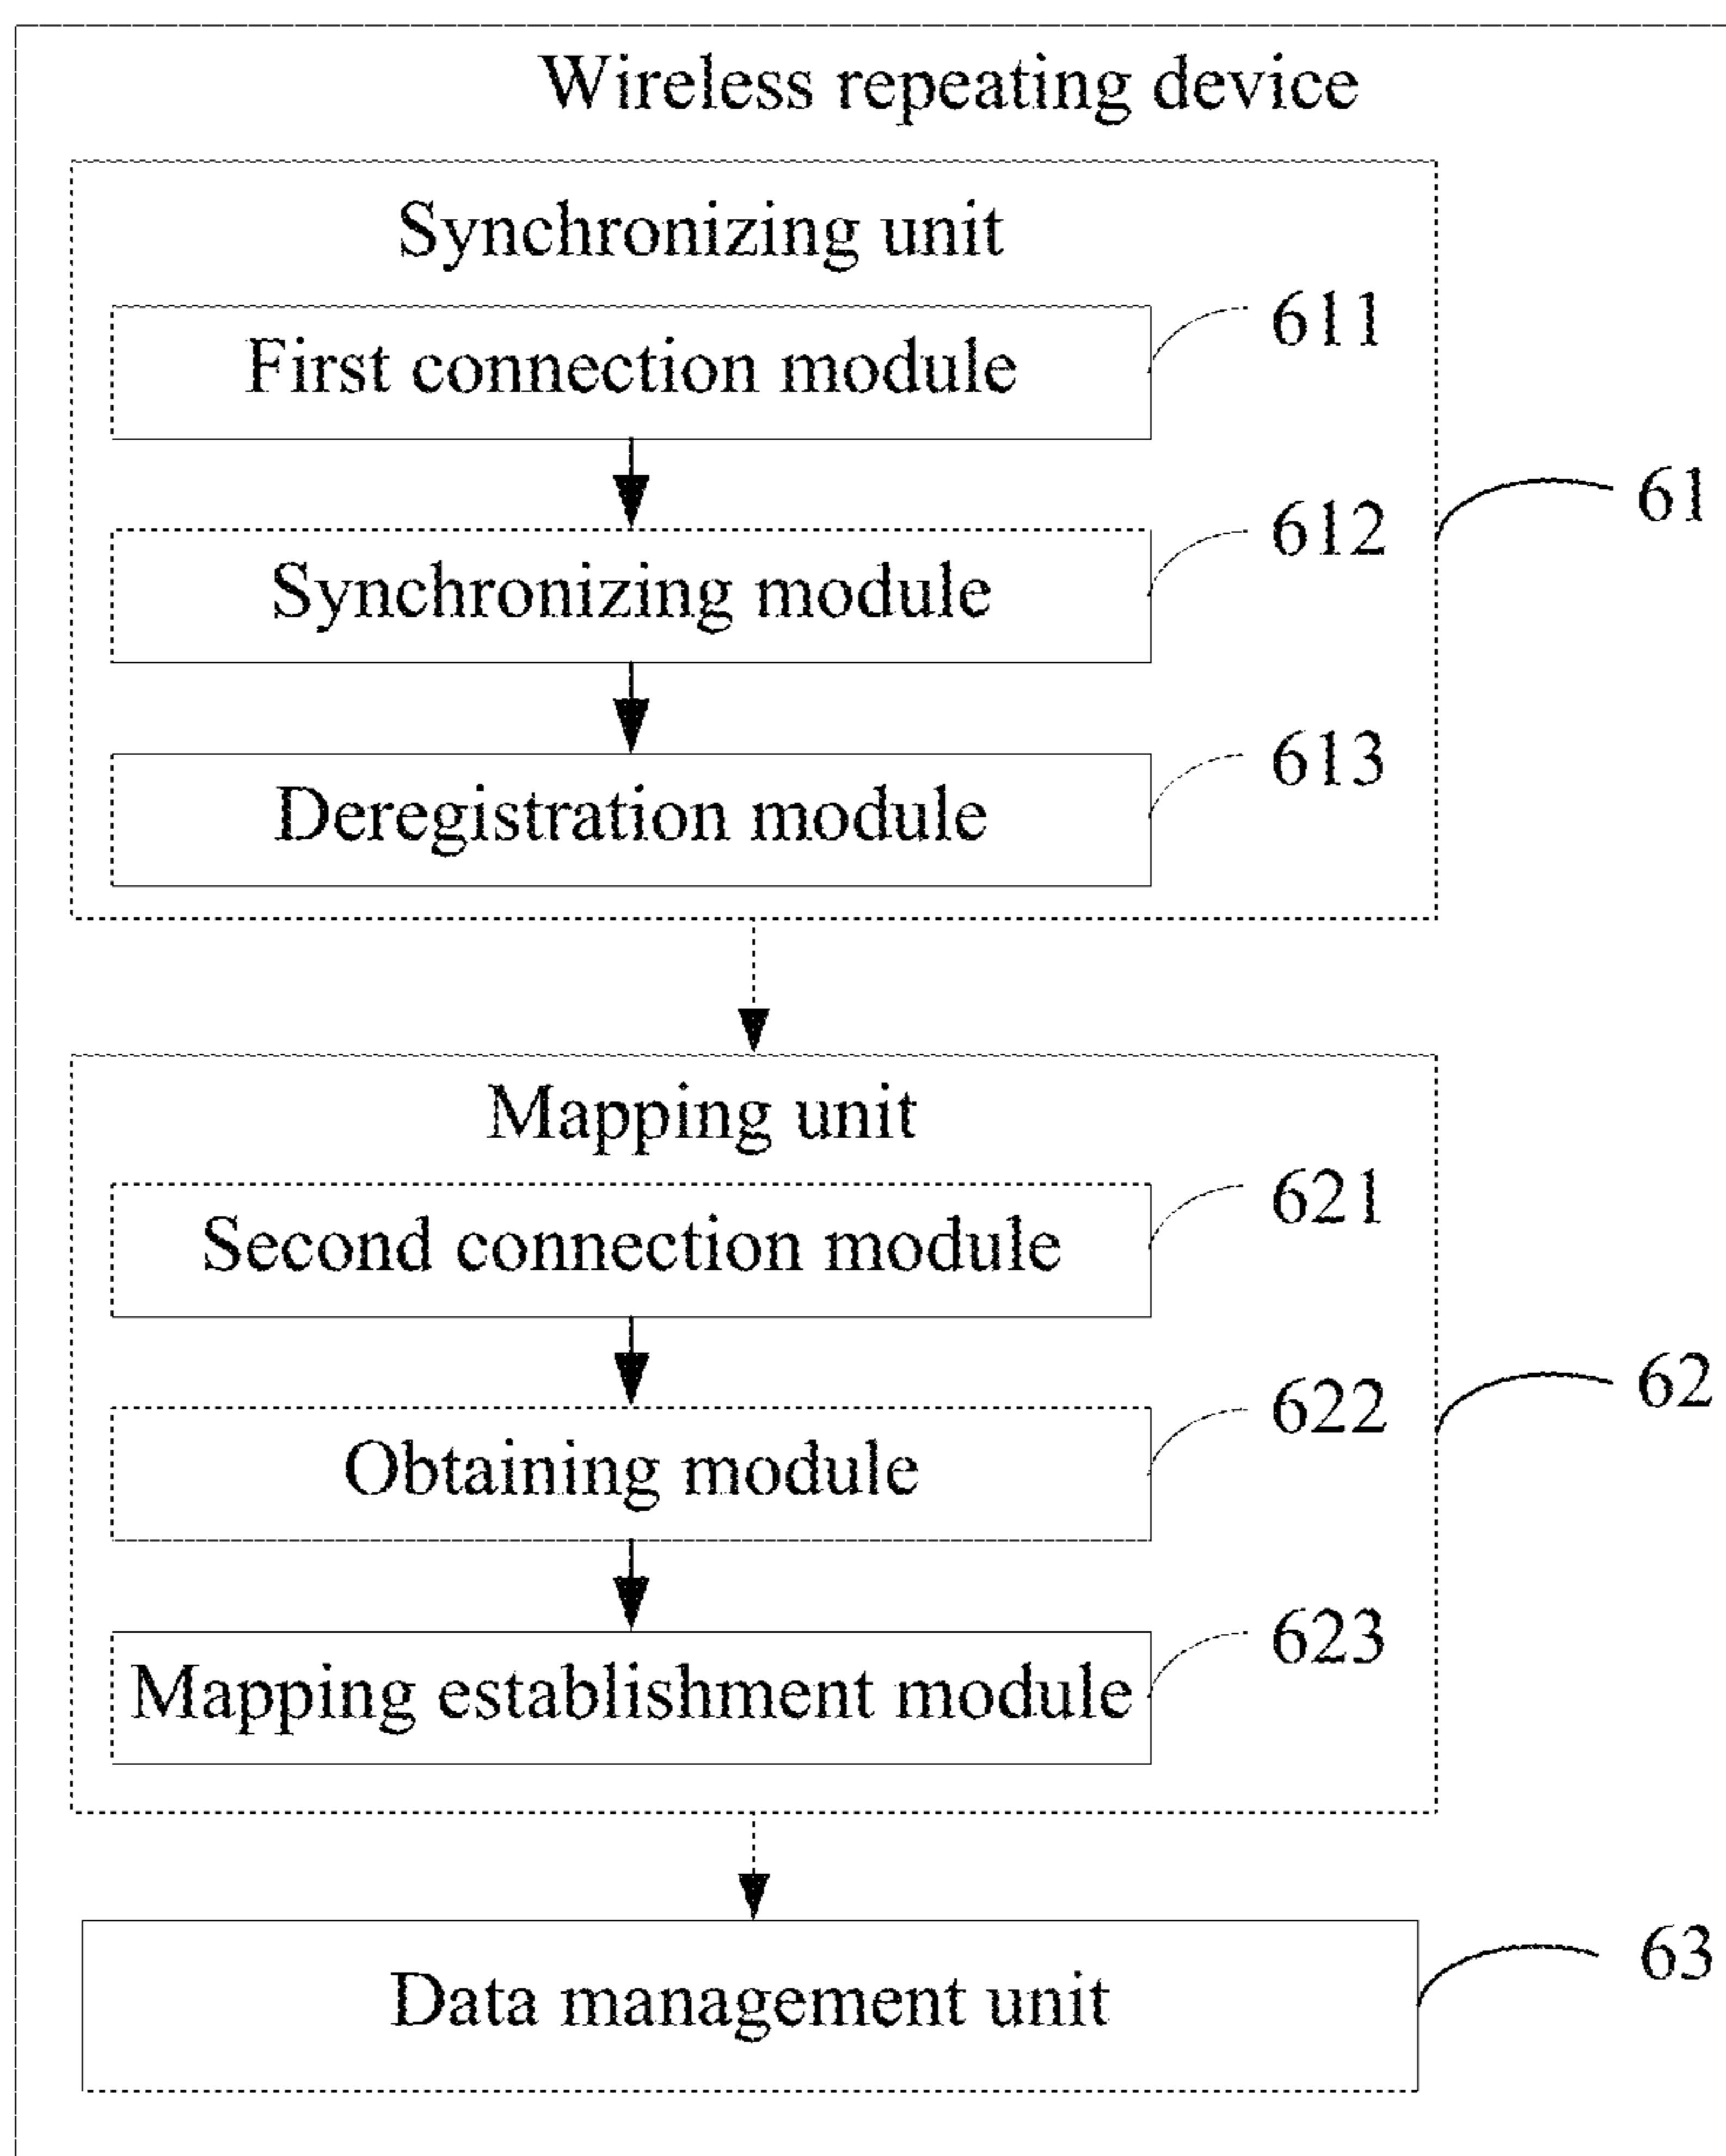 Wireless repeating device
Synchronizing unit
First connection module
611
Synchronizing module
612
61
Deregistration module
613
Mapping unit
Second connection module
621
Obtaining module
622
62
Mapping establishment module
623
Data management unit
63